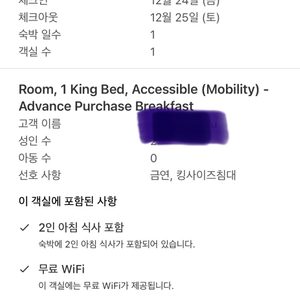 체크인 12월 24일 (금)
체크아웃 12월 25일 (토)
숙박 일수 1
객실 수 1
Room, 1 King Bed, Accessible (Mobility) -
Advance Purchase Breakfast
고객 이름
성인 수
아동 수 0
선호 사항 금연, 킹사이즈침대
이 객실에 포함된 사항
2인 아침 식사 포함
숙박에 2인 아침 식사가 포함되어 있습니다.
무료 WiFi
이 객실에는 무료 WiFi가 제공됩니다.